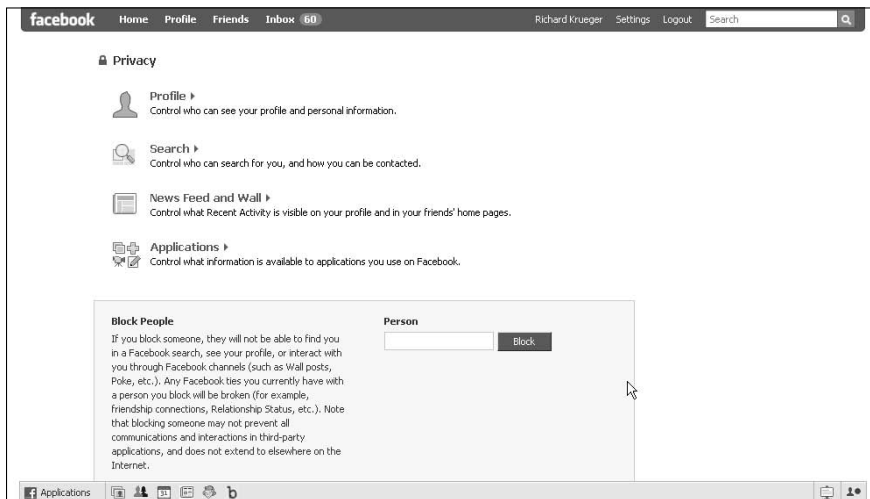 facebook Home Profile Friends Inbox 60 Richard Krueger Settings Logout Search
Privacy
Profile
Control who can see your profile and personal information.
Search
Control who can search for you, and how you can be contacted.
News Feed and Wall
Control what Recent Activity is visible on your profile and in your friends' home pages.
Applications
Control what information is available to applications you use on Facebook.
Block People
If you block someone, they will not be able to find you
in a Facebook search, see your profile, or interact with
you through Facebook channels (such as Wall posts,
Poke, etc.). Any Facebook ties you currently have with
a person you block will be broken (for example,
friendship connections, Relationship Status, etc.). Note
that blocking someone may not prevent all
communications and interactions in third-party
applications, and does not extend to elsewhere on the
Internet.
Person
Block
Applications 31 b 1